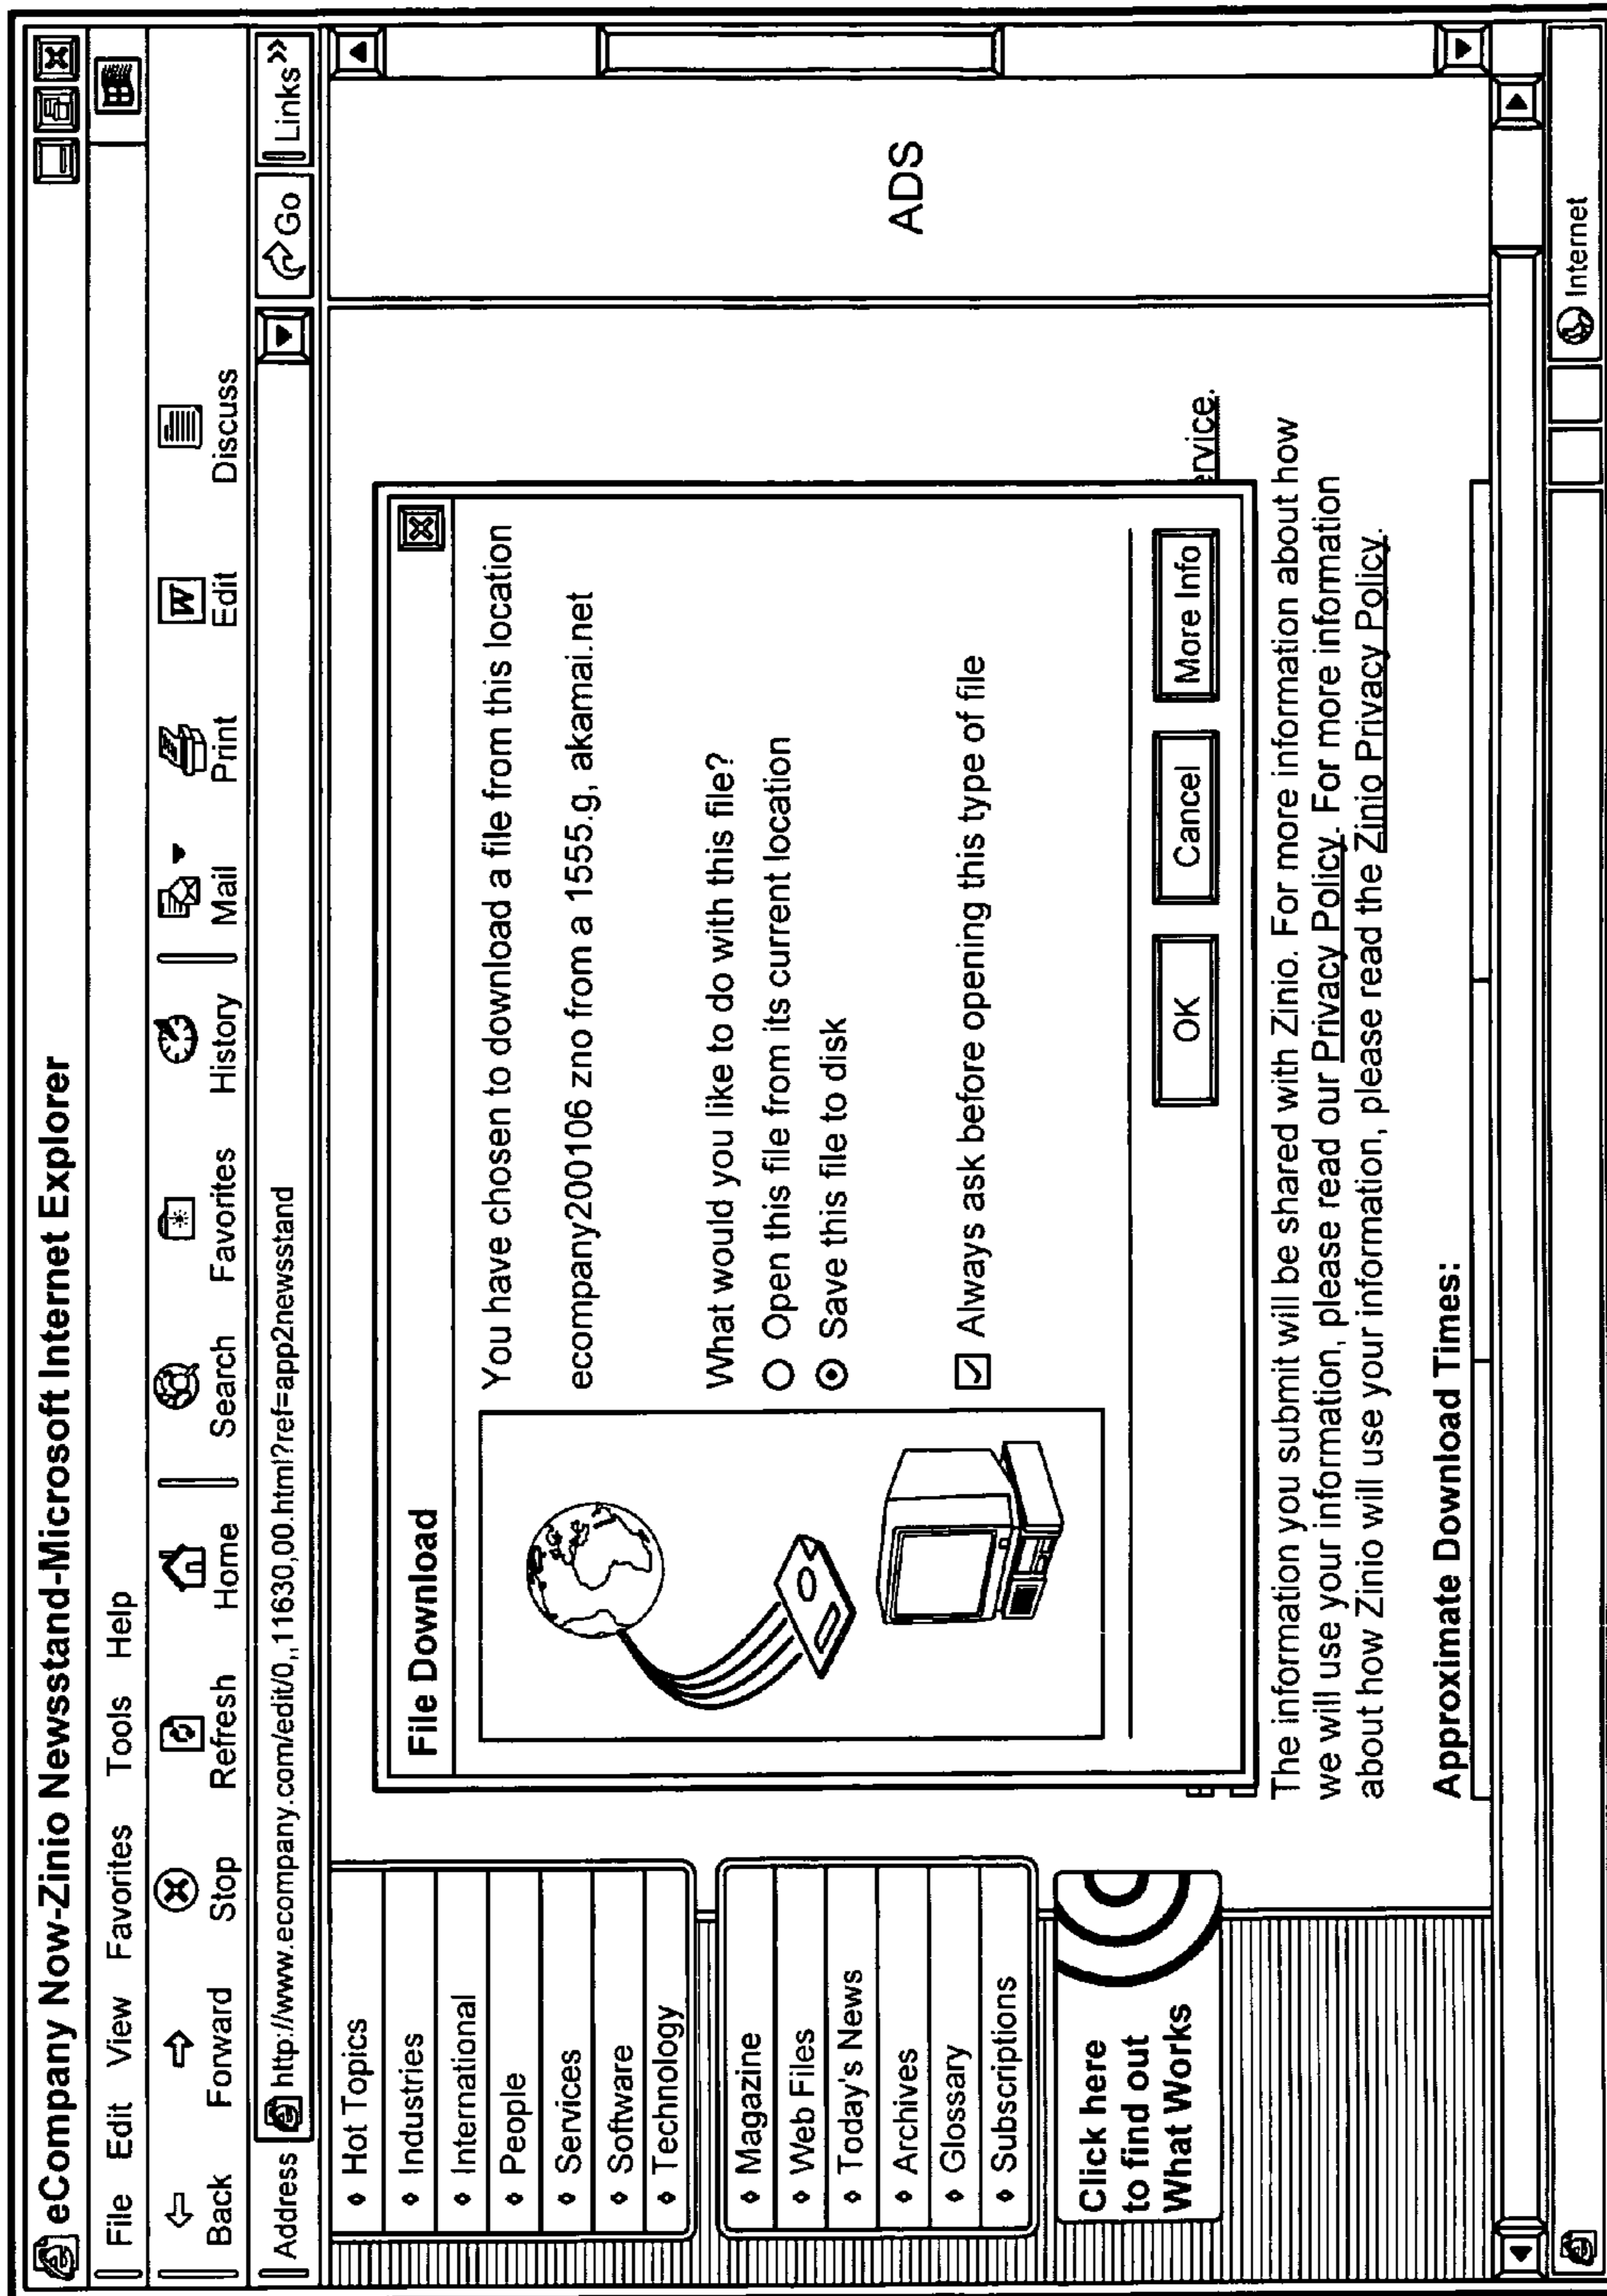 eCompany Now-Zinio Newsstand-Microsoft Internet Explorer
File Edit View Favorites Tools Help
Back Forward Stop Refresh Home Search Favorites History Mail Print Edit Discuss
Address http://www.ecompany.com/edit/0,,11630,00.html?ref=app2newsstand Go Links »
Hot Topics
Industries
International
People
Services
Software
Technology
Magazine
Web Files
Today's News
Archives
Glossary
Subscriptions
Click here
to find out
What Works
File Download
You have chosen to download a file from this location
ecompany200106 zno from a 1555.g, akamai.net
What would you like to do with this file?
Open this file from its current location
Save this file to disk
Always ask before opening this type of file
OK Cancel More Info
ervice.
The information you submit will be shared with Zinio. For more information about how
we will use your information, please read our Privacy Policy. For more information
about how Zinio will use your information, please read the Zinio Privacy Policy.
Approximate Download Times:
ADS
Internet